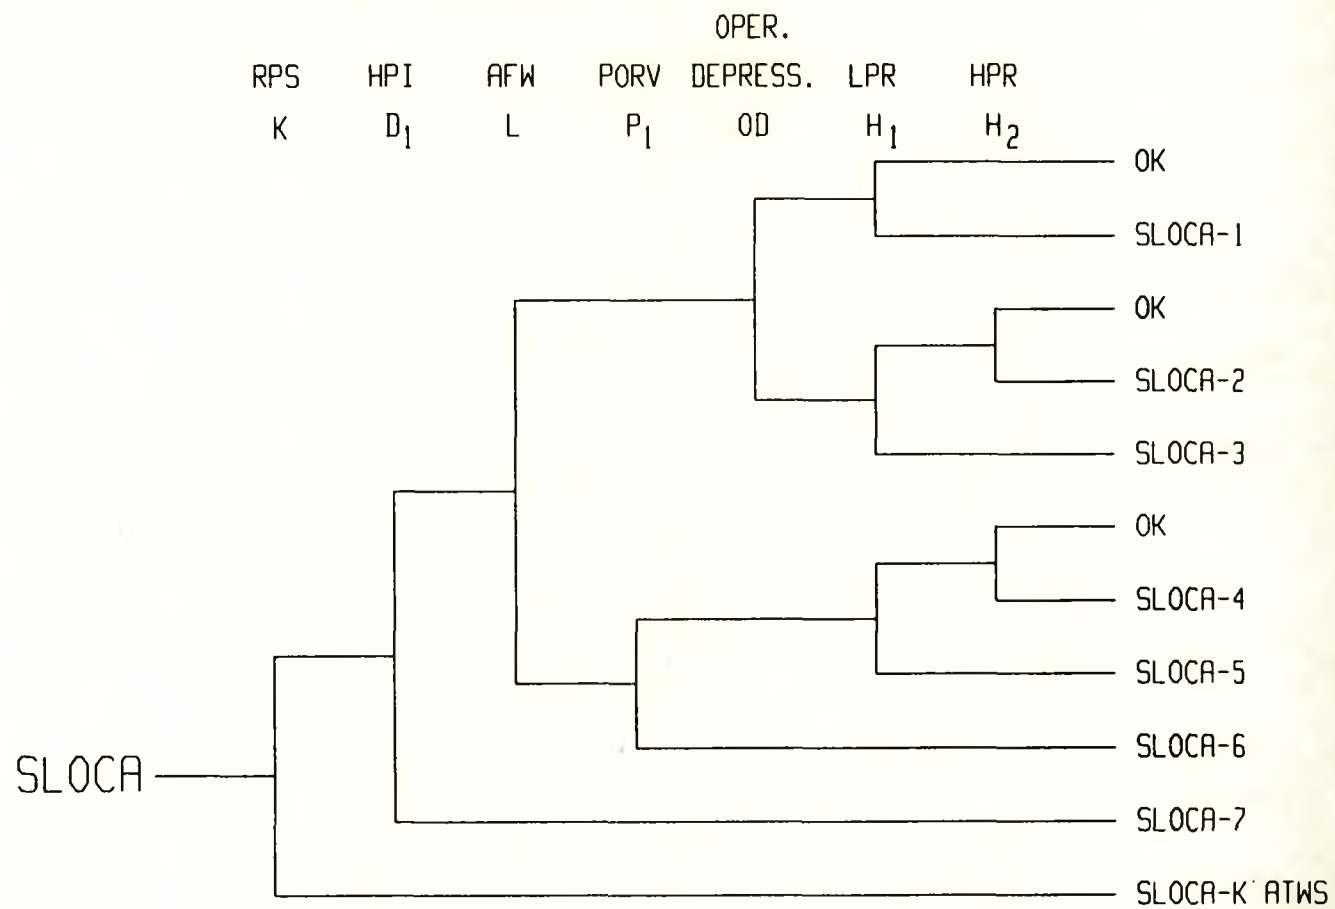 OPER.
RPS HPI AFW PORV DEPRESS. LPR HPR
K D₁ L P₁ OD H₁ H₂
OK
SLOCA-1
OK
SLOCA-2
SLOCA-3
OK
SLOCA-4
SLOCA-5
SLOCA-6
SLOCA
SLOCA-7
SLOCA-K ATWS